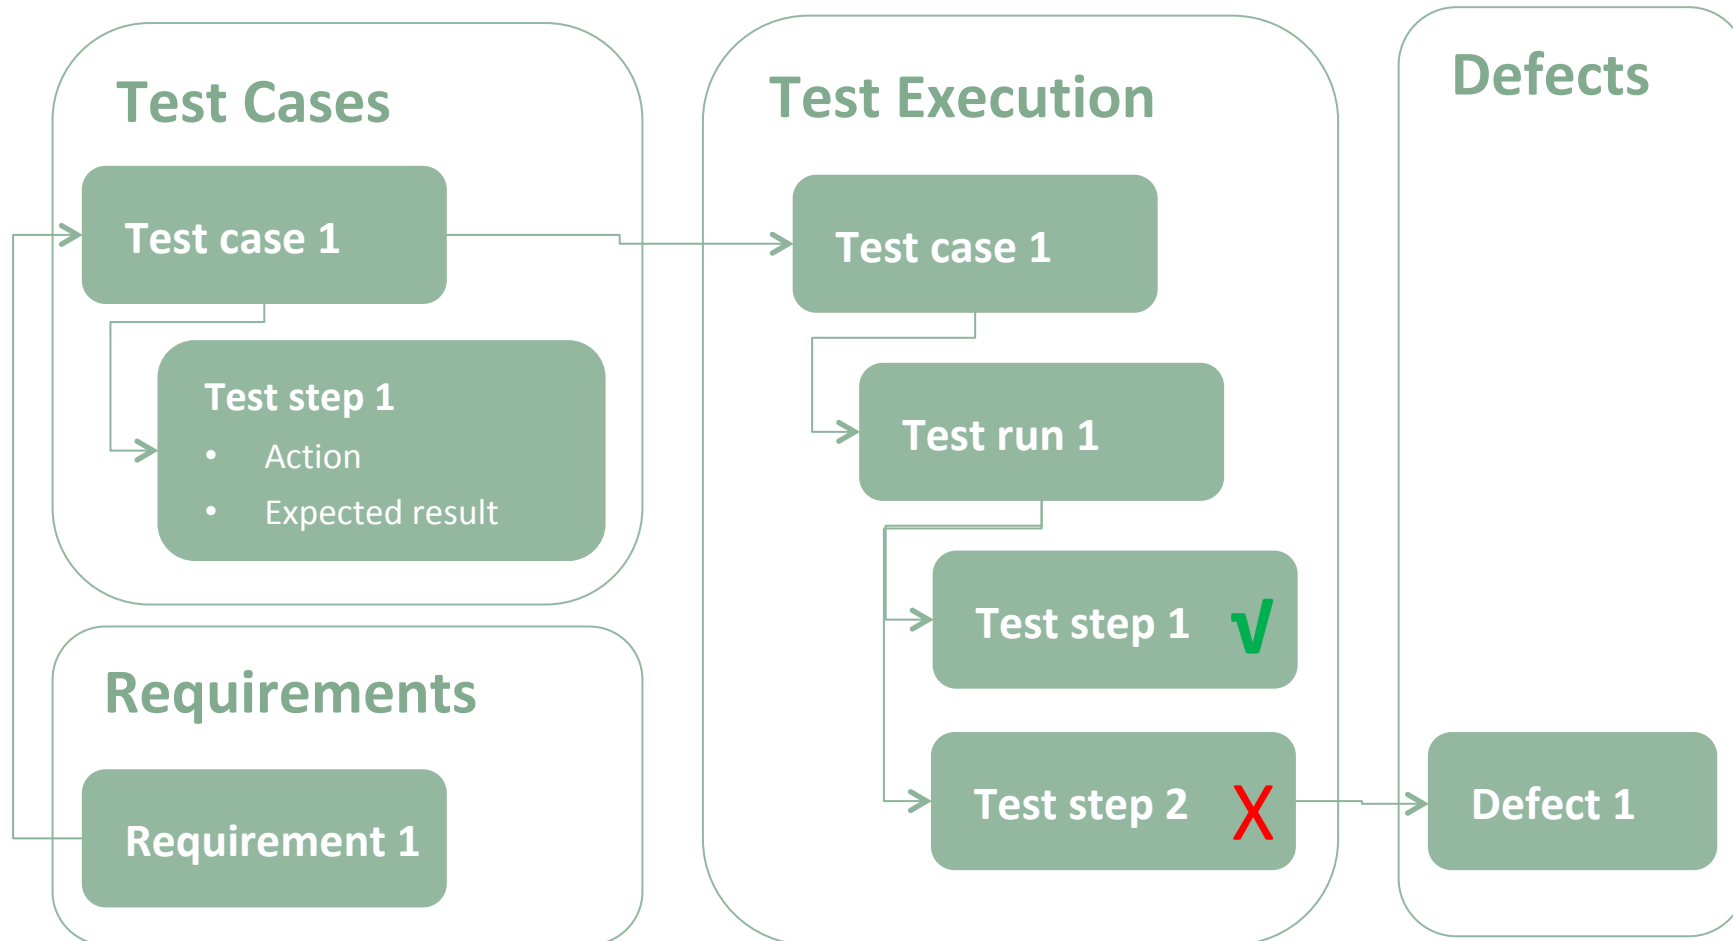 Test Cases
Test case 1
Test step 1
• Action
• Expected result
Requirements
Requirement 1
Test Execution
Test case 1
Test run 1
Test step 1 √
Test step 2 X
Defects
Defect 1